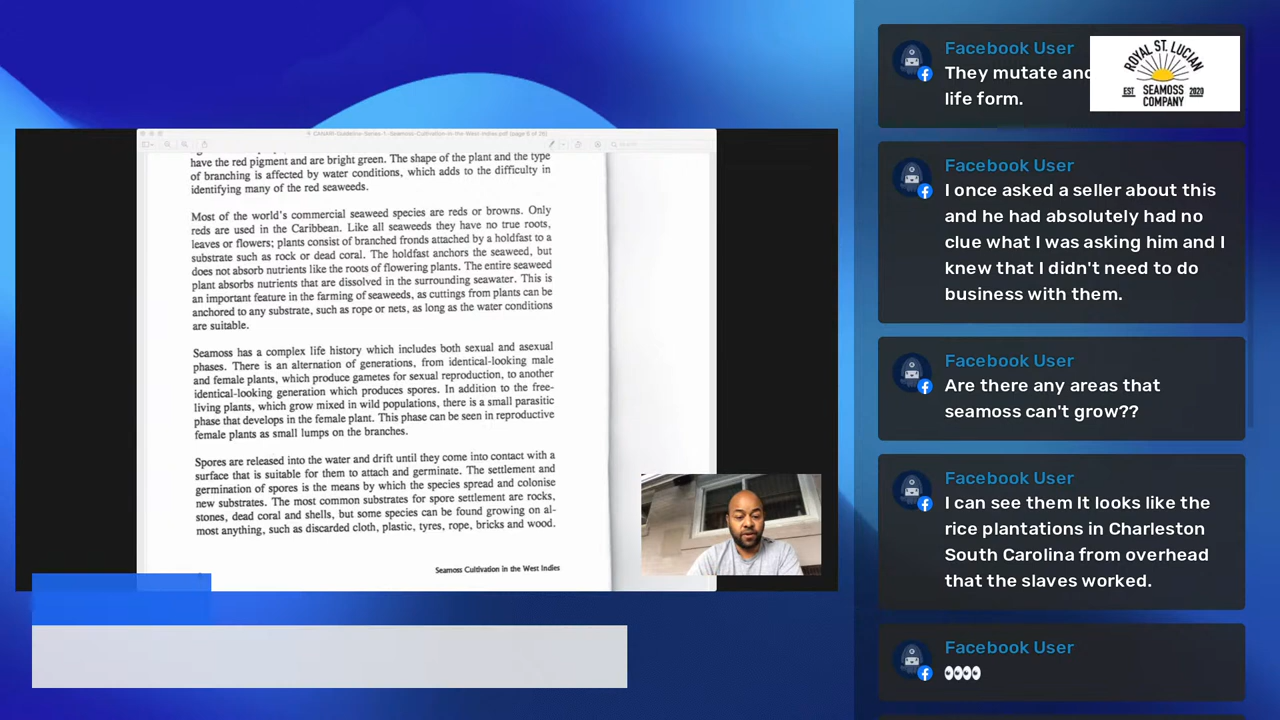 CANARI-Guideline-Series-1-Seamoss-Cultivation-in-the-West-Indies.pdf (page 6 of 26)
have the red pigment and are bright green. The shape of the plant and the type
of branching is affected by water conditions, which adds to the difficulty in
identifying many of the red seaweeds.
Most of the world's commercial seaweed species are reds or browns. Only
reds are used in the Caribbean. Like all seaweeds they have no true roots,
leaves or flowers; plants consist of branched fronds attached by a holdfast to a
substrate such as rock or dead coral. The holdfast anchors the seaweed, but
does not absorb nutrients like the roots of flowering plants. The entire seaweed
plant absorbs nutrients that are dissolved in the surrounding seawater. This is
an important feature in the farming of seaweeds, as cuttings from plants can be
anchored to any substrate, such as rope or nets, as long as the water conditions
are suitable.
Seamoss has a complex life history which includes both sexual and asexual
phases. There is an alternation of generations, from identical-looking male
and female plants, which produce gametes for sexual reproduction, to another
identical-looking generation which produces spores. In addition to the free-
living plants, which grow mixed in wild populations, there is a small parasitic
phase that develops in the female plant. This phase can be seen in reproductive
female plants as small lumps on the branches.
Spores are released into the water and drift until they come into contact with a
surface that is suitable for them to attach and germinate. The settlement and
germination of spores is the means by which the species spread and colonise
new substrates. The most common substrates for spore settlement are rocks,
stones, dead coral and shells, but some species can be found growing on al-
most anything, such as discarded cloth, plastic, tyres, rope, bricks and wood.
Seamoss Cultivation in the West Indies
Facebook User
They mutate and
life form.
ROYAL ST. LUCIAN
EST 2020
SEAMOSS
COMPANY
Facebook User
I once asked a seller about this
and he had absolutely had no
clue what I was asking him and I
knew that I didn't need to do
business with them.
Facebook User
Are there any areas that
seamoss can't grow??
Facebook User
I can see them It looks like the
rice plantations in Charleston
South Carolina from overhead
that the slaves worked.
Facebook User
👀👀